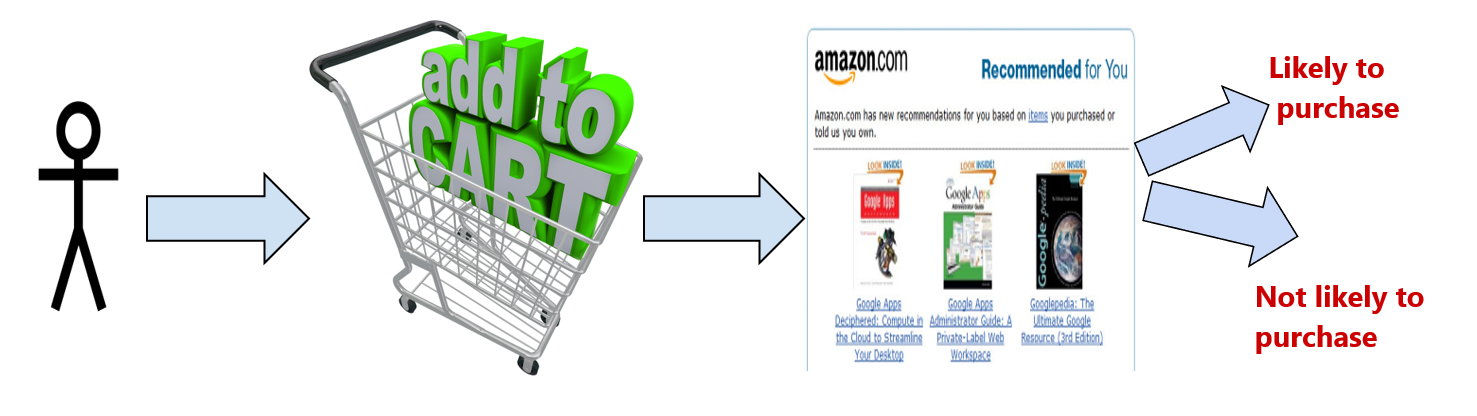 add to
CART
amazon.com
Recommended for You
Amazon.com has new recommendations for you based on items you purchased or
told us you own.
LOOK INSIDE!
LOOK INSIDE!
LOOK INSIDE!
Google Apps
Google Apps
Administrator Guide
Google-pedia
Google Apps
Deciphered: Compute in
the Cloud to Streamline
Your Desktop
Google Apps
Administrator Guide: A
Private-Label Web
Workspace
Googlepedia: The
Ultimate Google
Resource (3rd Edition)
Likely to
purchase
Not likely to
purchase